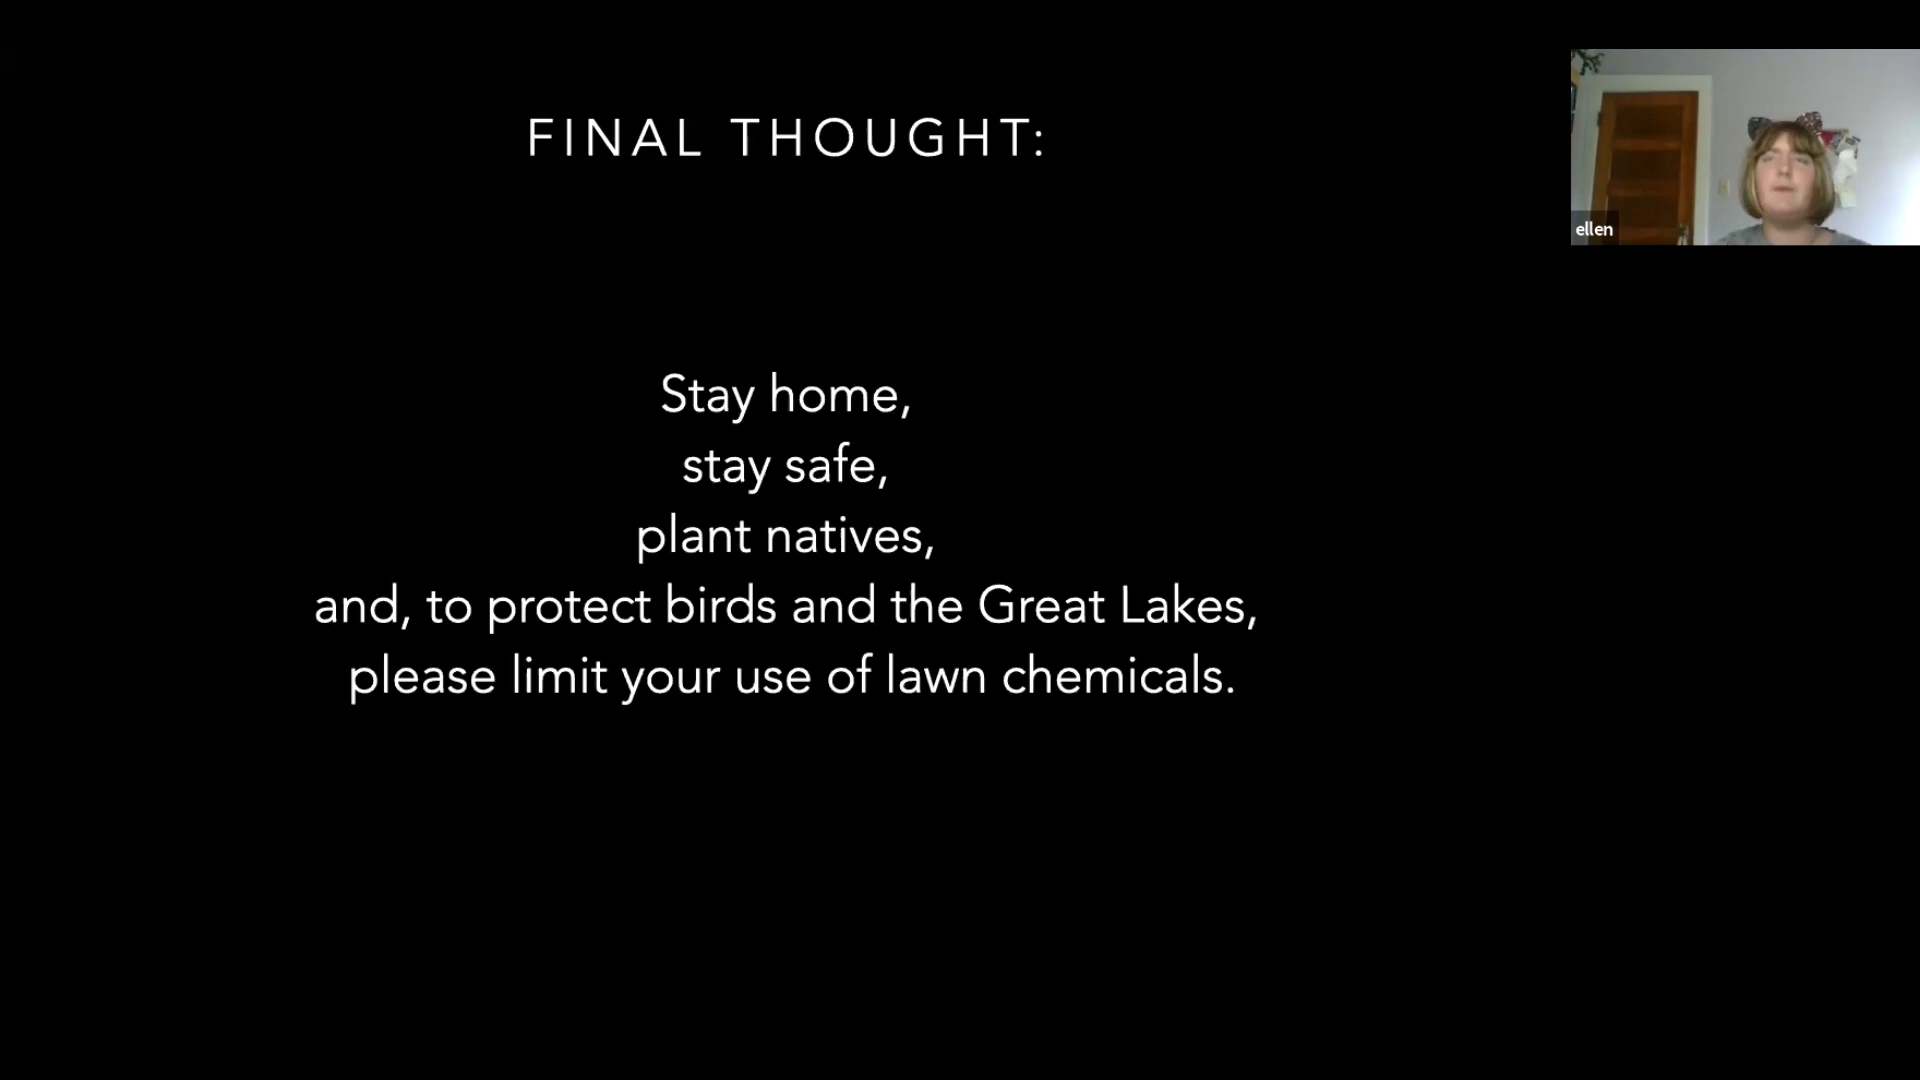 FINAL THOUGHT:
ellen
Stay home,
stay safe,
plant natives,
and, to protect birds and the Great Lakes,
please limit your use of lawn chemicals.